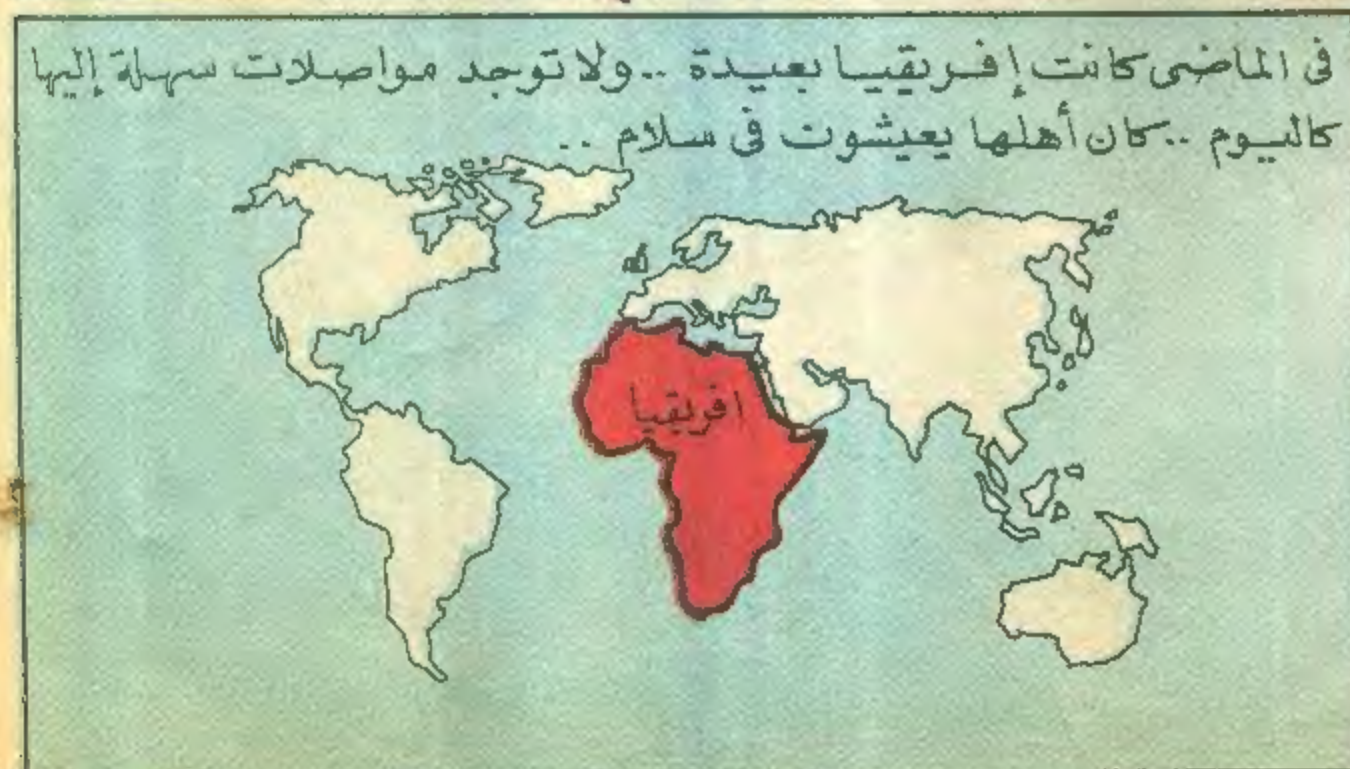 فى الماضى كانت إفريقيا بعيدة .. ولا توجد مواصلات سهلة إليها
كاليوم .. كان أهلها يعيشون فى سلام ..
افريقيا